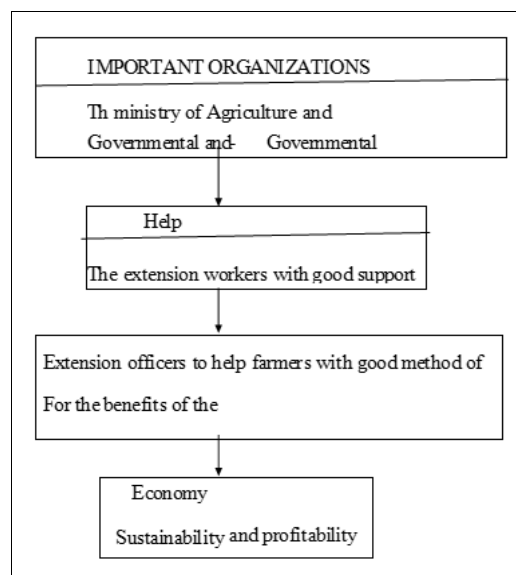 IMPORTANT ORGANIZATIONS
Th ministry of Agriculture and
Governmental and- Governmental
Help
The extension workers with good support
Extension officers to help farmers with good method of
For the benefits of the
Economy
Sustainability and profitability